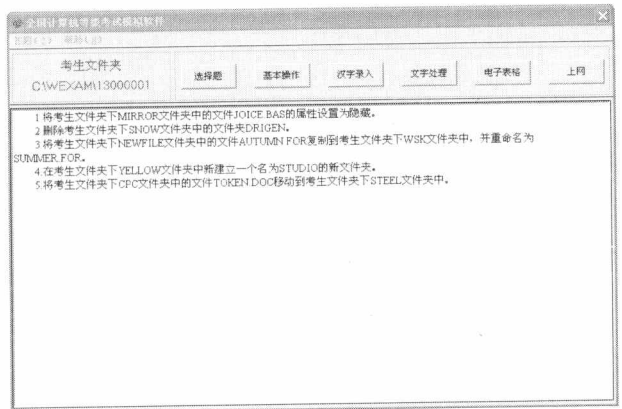 全国计算机等级考试模拟软件
考生文件夹
C:\WEXAM\13000001
选择题
基本操作
汉字录入
文字处理
电子表格
上网
1.将考生文件夹下MIRROR文件夹中的文件JOICE.BAS的属性设置为隐藏。
2.删除考生文件夹下SNOW文件夹中的文件夹DRIGEN。
3.将考生文件夹下NEWFILE文件夹中的文件AUTUMN.FOR复制到考生文件夹下WSK文件夹中，并重命名为
SUMMER.FOR。
4.在考生文件夹下YELLOW文件夹中新建立一个名为STUDIO的新文件夹。
5.将考生文件夹下CPC文件夹中的文件TOKEN.DOC移动到考生文件夹下STEEL文件夹中。